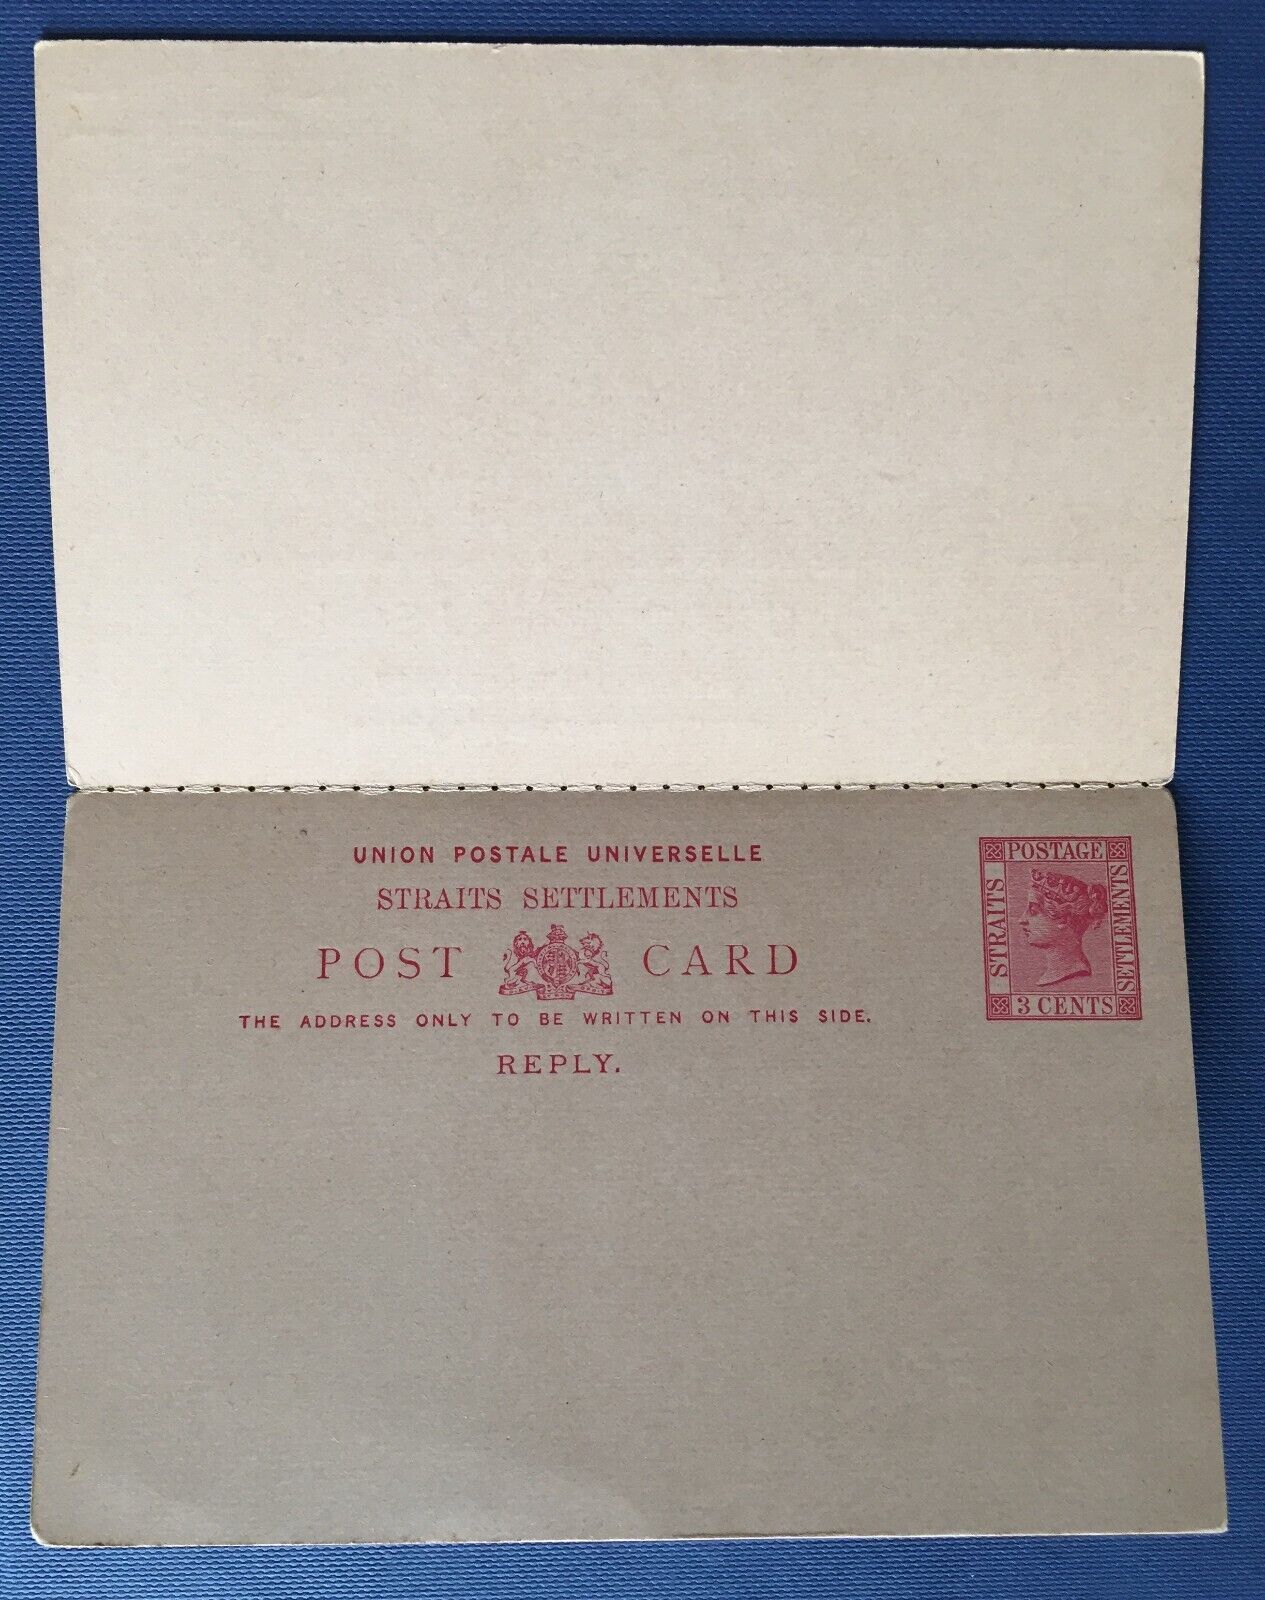 UNION POSTALE UNIVERSELLE
STRAITS SETTLEMENTS
POST CARD
THE ADDRESS ONLY TO BE WRITTEN ON THIS SIDE.
REPLY.
POSTAGE
STRAITS
SETTLEMENTS
3 CENTS